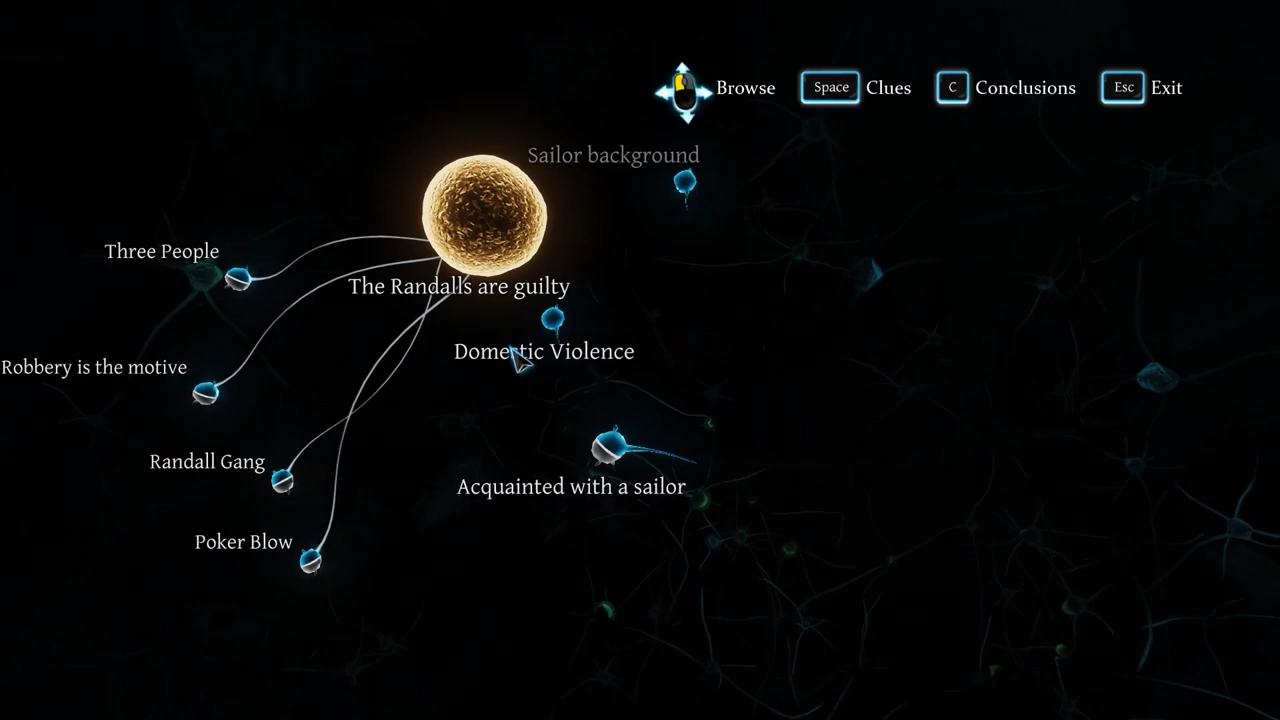 Browse
Space Clues
C Conclusions
Esc Exit
Sailor background
Three People
The Randalls are guilty
Domestic Violence
Robbery is the motive
Randall Gang
Acquainted with a sailor
Poker Blow